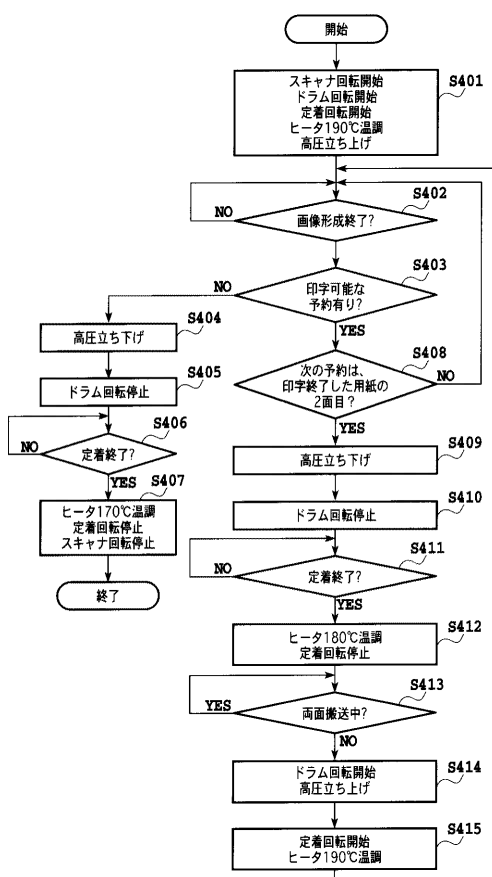 開始
スキャナ回転開始
ドラム回転開始
定着回転開始
ヒータ190℃温調
高圧立ち上げ
S401
S402
画像形成終了?
NO
S403
印字可能な
予約有り?
NO
YES
S404
高圧立ち下げ
S405
ドラム回転停止
S406
定着終了?
NO
YES
S407
ヒータ170℃温調
定着回転停止
スキャナ回転停止
終了
S408
次の予約は、
印字終了した用紙の
2面目?
NO
YES
S409
高圧立ち下げ
S410
ドラム回転停止
S411
定着終了?
NO
YES
S412
ヒータ180℃温調
定着回転停止
S413
両面搬送中?
YES
NO
S414
ドラム回転開始
高圧立ち上げ
S415
定着回転開始
ヒータ190℃温調